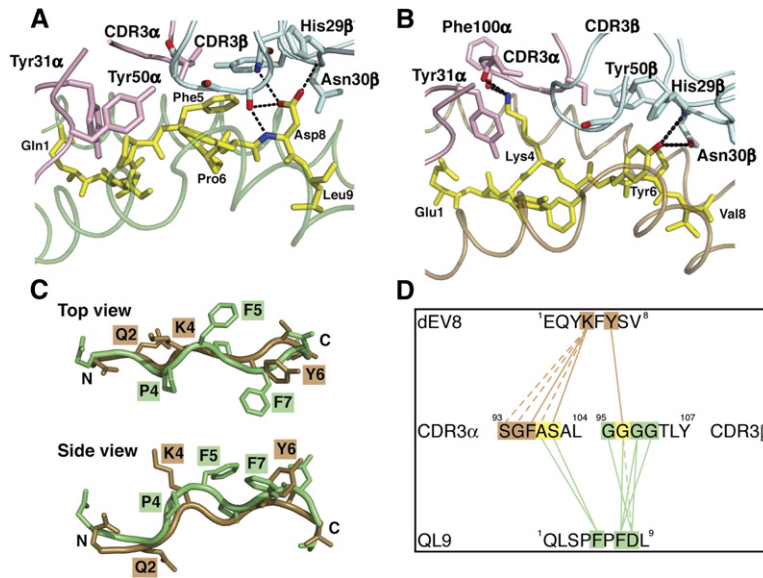 A
CDR3α
CDR3β
His29β
Tyr31α
Tyr50α
Phe5
Asn30β
Gln1
Asp8
Pro6
Leu9
B
Phe100α
CDR3α
CDR3β
Tyr31α
Tyr50β
His29β
Lys4
Asn30β
Glu1
Tyr6
Val8
C
Top view
F5
Q2 K4
C
N
P4
F7
Y6
Side view
K4
F5
F7
Y6
P4
N
C
Q2
D
dEV8 ¹EQYKFYSV⁸
93 104 95 107
CDR3α SGFASAL GGGGTLY CDR3β
QL9 ¹QLSPFPFDL⁹